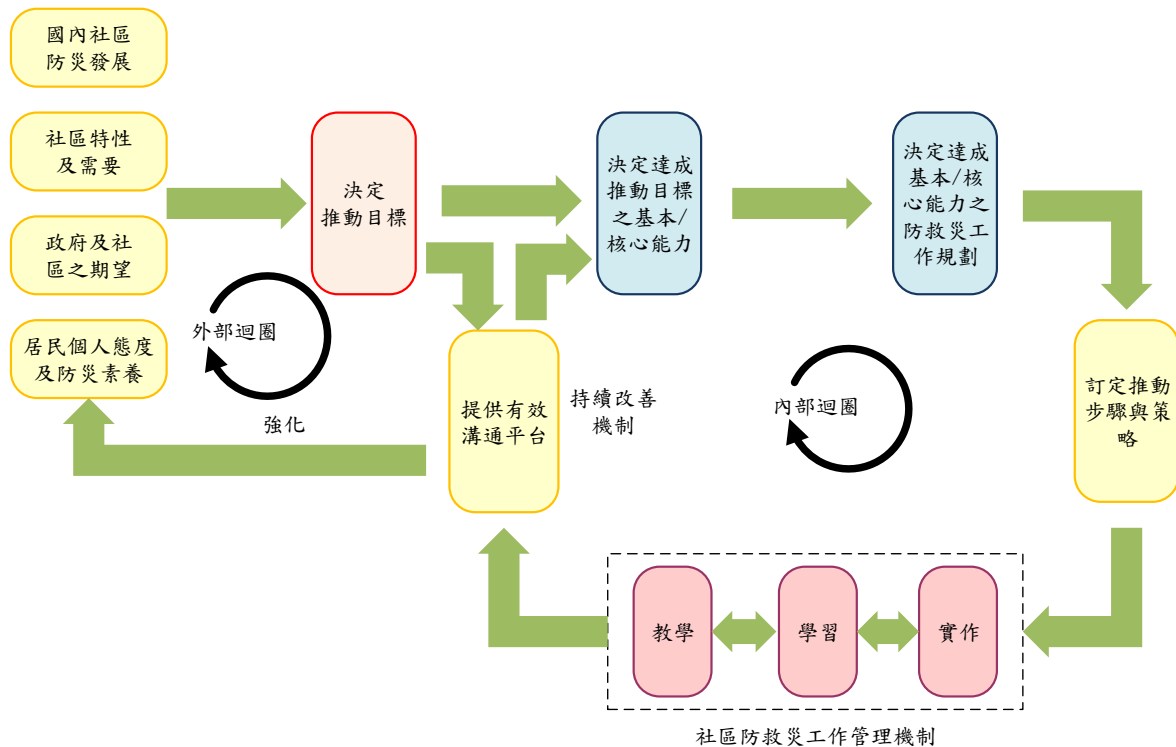 國內社區
防災發展
社區特性
及需要
政府及社
區之期望
居民個人態度
及防災素養
決定
推動目標
決定達成
推動目標
之基本/
核心能力
決定達成
基本/核
心能力之
防救災工
作規劃
外部迴圈
強化
提供有效
溝通平台
持續改善
機制
內部迴圈
訂定推動
步驟與策
略
教學
學習
實作
社區防救災工作管理機制